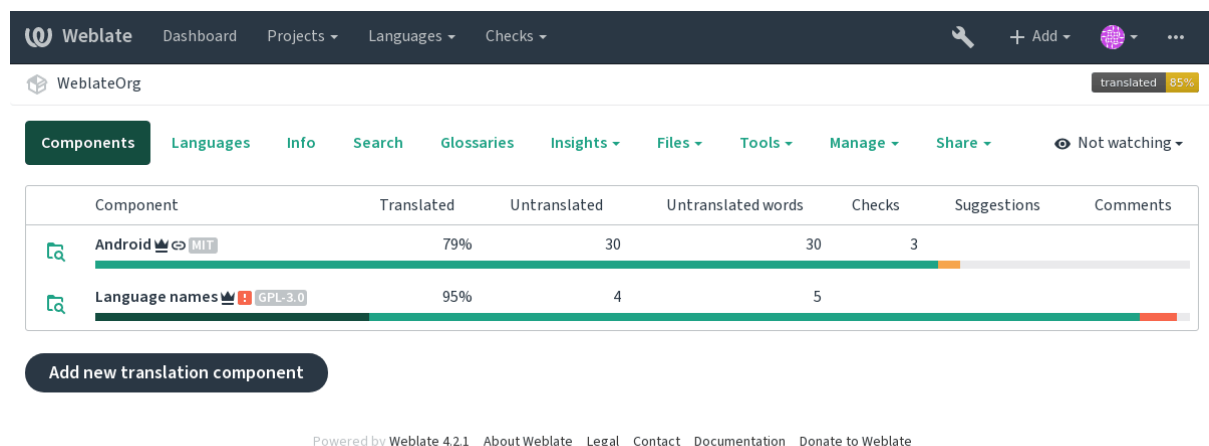 Weblate Dashboard Projects Languages Checks + Add
WeblateOrg translated 85%
Components Languages Info Search Glossaries Insights Files Tools Manage Share Not watching
Component Translated Untranslated Untranslated words Checks Suggestions Comments
Android MIT 79% 30 30 3
Language names ! GPL-3.0 95% 4 5
Add new translation component
Powered by Weblate 4.2.1 About Weblate Legal Contact Documentation Donate to Weblate